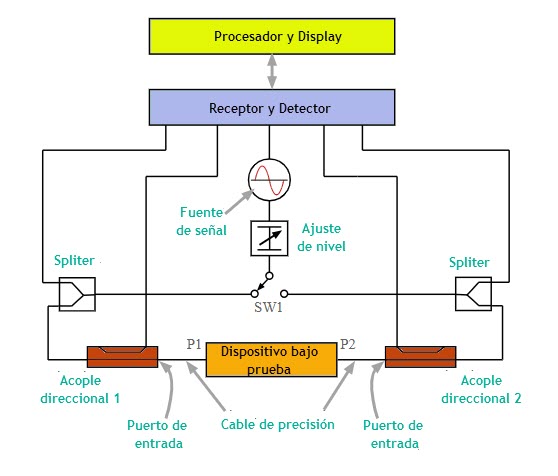 Procesador y Display
Receptor y Detector
Fuente
de señal
Ajuste
de nivel
Spliter
Spliter
SW1
P1
P2
Dispositivo bajo
prueba
Acople
direccional 1
Acople
direccional 2
Puerto de
entrada
Cable de precisión
Puerto de
entrada